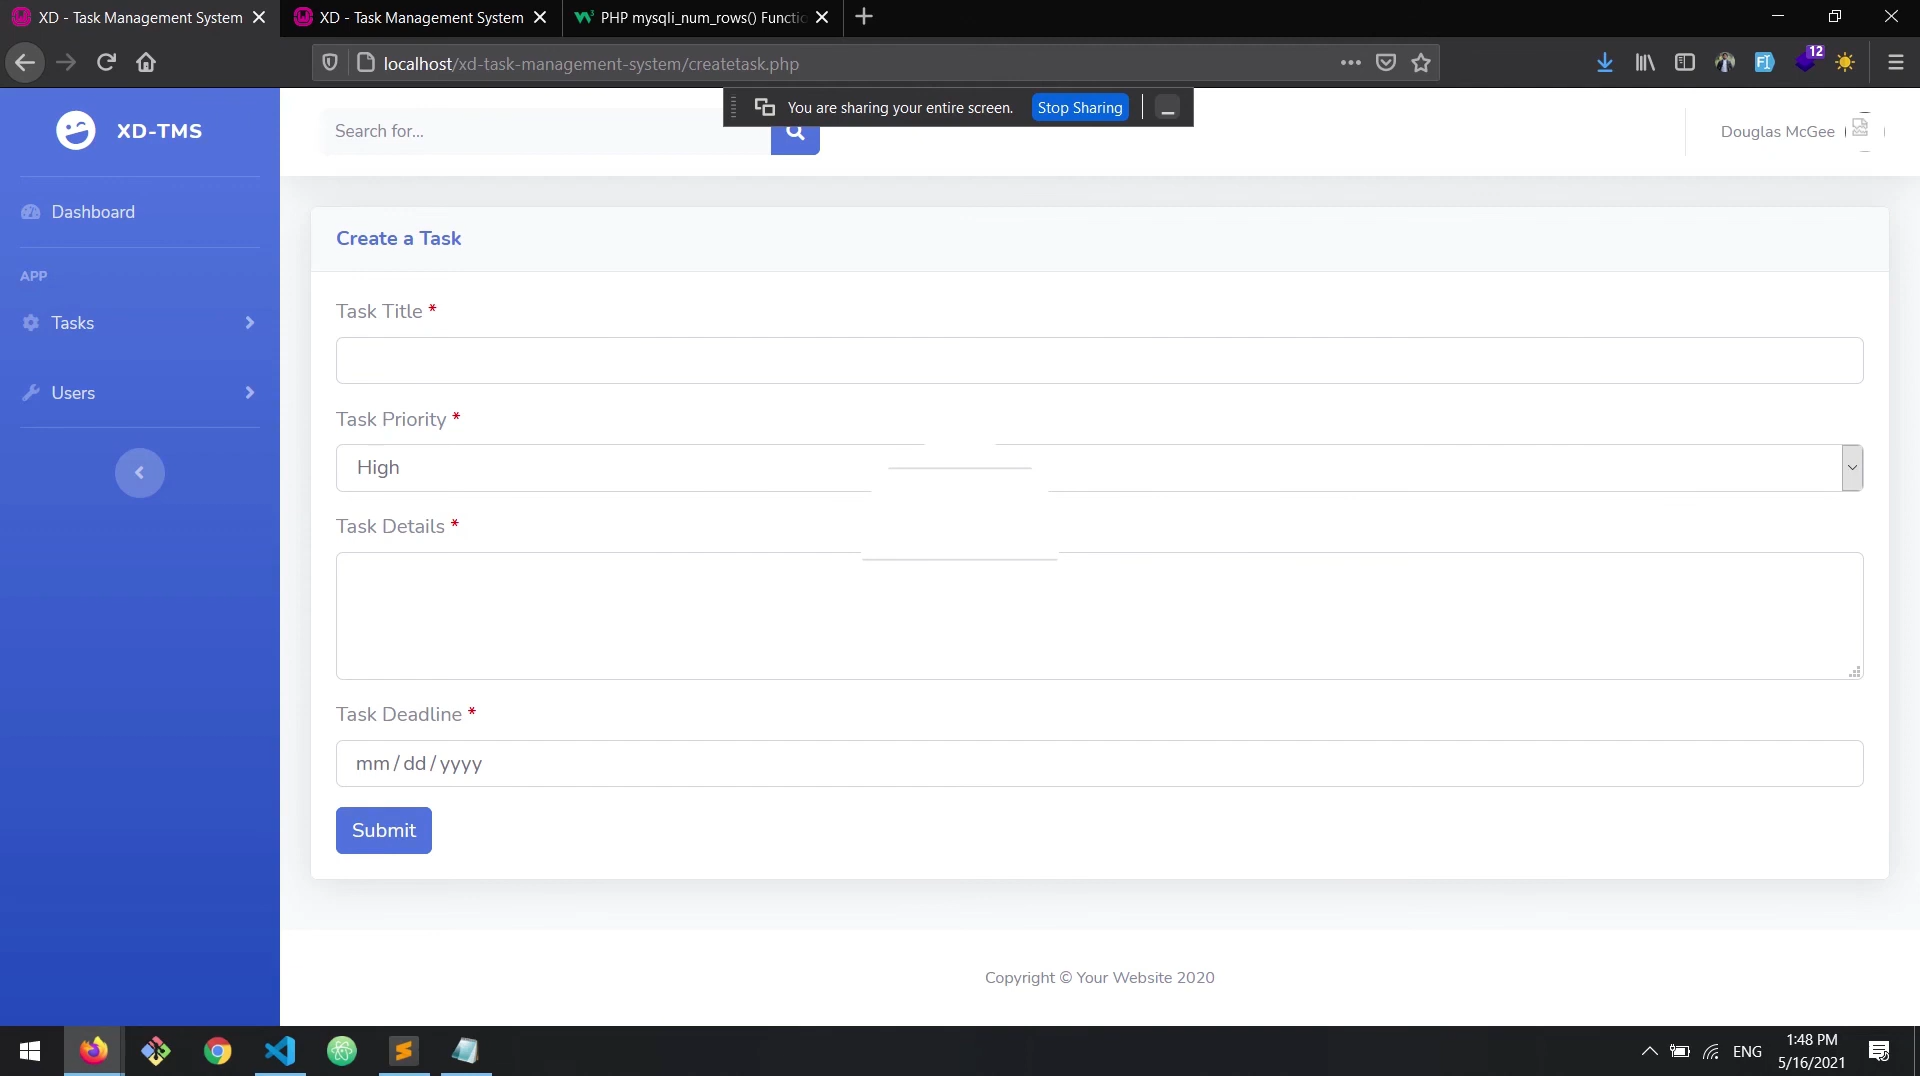 XD - Task Management System
XD - Task Management System
PHP mysqli_num_rows() Functio
localhost/xd-task-management-system/createtask.php
12
You are sharing your entire screen.
Stop Sharing
XD-TMS
Search for...
Douglas McGee
Dashboard
APP
Tasks
Users
Create a Task
Task Title *
Task Priority *
High
Task Details *
Task Deadline *
mm/dd/yyyy
Submit
Copyright © Your Website 2020
ENG
1:48 PM
5/16/2021